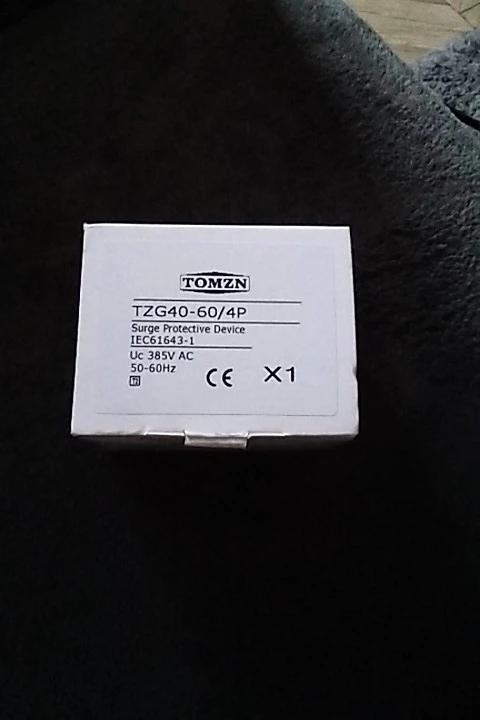 TOMZN
TZG40-60/4P
Surge Protective Device
IEC61643-1
Uc 385V AC
50-60Hz
CE X1